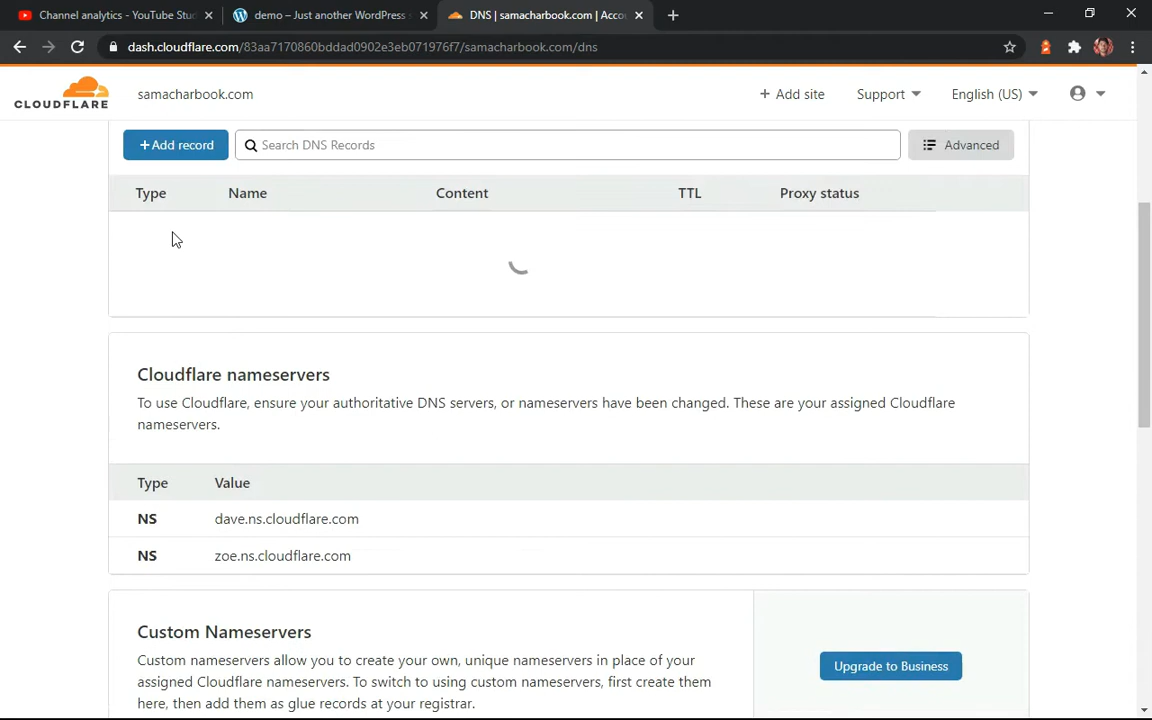 Channel analytics - YouTube Stu
demo – Just another WordPress
DNS | samacharbook.com | Acco
dash.cloudflare.com/83aa7170860bddad0902e3eb071976f7/samacharbook.com/dns
CLOUDFLARE
samacharbook.com
+ Add site
Support
English (US)
+Add record
Search DNS Records
Advanced
Type Name Content TTL Proxy status
Cloudflare nameservers
To use Cloudflare, ensure your authoritative DNS servers, or nameservers have been changed. These are your assigned Cloudflare
nameservers.
Type Value
NS dave.ns.cloudflare.com
NS zoe.ns.cloudflare.com
Custom Nameservers
Custom nameservers allow you to create your own, unique nameservers in place of your
assigned Cloudflare nameservers. To switch to using custom nameservers, first create them
here, then add them as glue records at your registrar.
Upgrade to Business